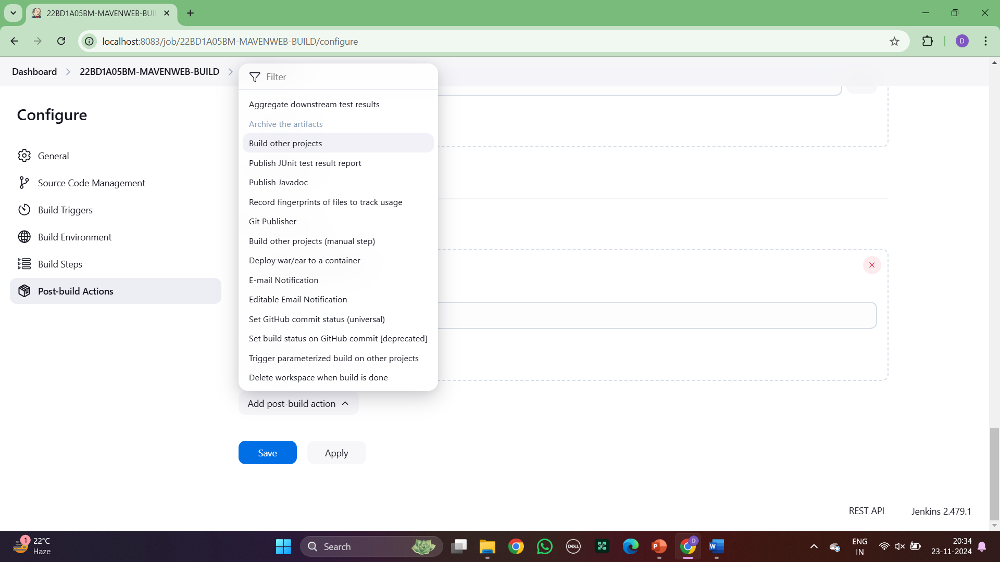 22BD1A05BM-MAVENWEB-BUI
localhost:8083/job/22BD1A05BM-MAVENWEB-BUILD/configure
D
Dashboard
22BD1A05BM-MAVENWEB-BUILD
Filter
Configure
General
Source Code Management
Build Triggers
Build Environment
Build Steps
Post-build Actions
Aggregate downstream test results
Archive the artifacts
Build other projects
Publish JUnit test result report
Publish Javadoc
Record fingerprints of files to track usage
Git Publisher
Build other projects (manual step)
Deploy war/ear to a container
E-mail Notification
Editable Email Notification
Set GitHub commit status (universal)
Set build status on GitHub commit [deprecated]
Trigger parameterized build on other projects
Delete workspace when build is done
Add post-build action
Save
Apply
REST API
Jenkins 2.479.1
1
22°C
Haze
Search
DELL
P
D
W
ENG
IN
20:34
23-11-2024